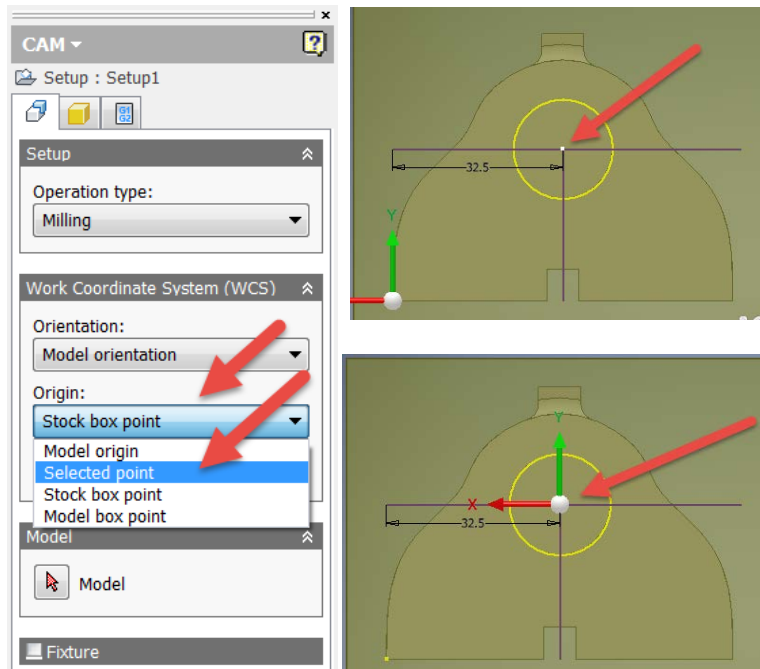 x
CAM
?
Setup : Setup1
G1
G2
Setup
Operation type:
Milling
Work Coordinate System (WCS)
Orientation:
Model orientation
Origin:
Stock box point
Model origin
Selected point
Stock box point
Model box point
Model
Model
Fixture
32.5
Y
Y
X
32.5